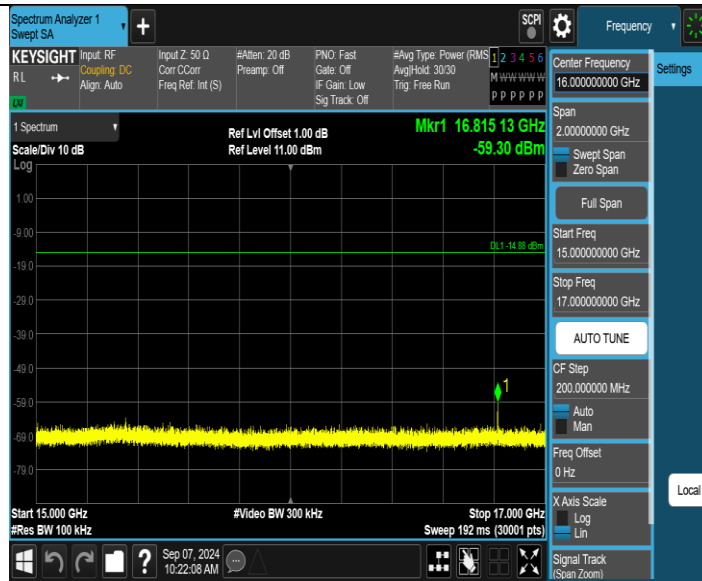 Spectrum Analyzer 1
Swept SA
+
SCPI
Frequency
KEYSIGHT
RL
LXI
Input: RF
Coupling: DC
Align: Auto
Input Z: 50 Ω
Corr CCorr
Freq Ref: Int (S)
#Atten: 20 dB
Preamp: Off
PNO: Fast
Gate: Off
IF Gain: Low
Sig Track: Off
#Avg Type: Power (RMS
Avg|Hold: 30/30
Trig: Free Run
1 2 3 4 5 6
M W W W W W
P P P P P P
Settings
Center Frequency
16.000000000 GHz
Span
2.00000000 GHz
Swept Span
Zero Span
Full Span
Start Freq
15.000000000 GHz
Stop Freq
17.000000000 GHz
AUTO TUNE
CF Step
200.000000 MHz
Auto
Man
Freq Offset
0 Hz
X Axis Scale
Log
Lin
Signal Track
(Span Zoom)
Local
1 Spectrum
Scale/Div 10 dB
Log
Ref Lvl Offset 1.00 dB
Ref Level 11.00 dBm
Mkr1 16.815 13 GHz
-59.30 dBm
1.00
-9.00
-19.0
-29.0
-39.0
-49.0
-59.0
-69.0
-79.0
DL1 -14.88 dBm
1
Start 15.000 GHz
#Res BW 100 kHz
#Video BW 300 kHz
Stop 17.000 GHz
Sweep 192 ms (30001 pts)
?
Sep 07, 2024
10:22:08 AM